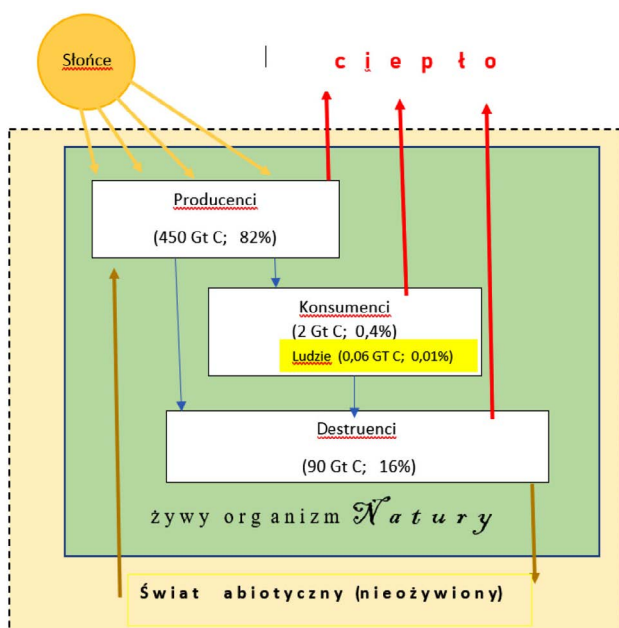 Słońce
c i e p ł o
Producenci
(450 Gt C; 82%)
Konsumenci
(2 Gt C; 0,4%)
Ludzie (0,06 GT C; 0,01%)
Destruenci
(90 Gt C; 16%)
żywy organizm Natury
Świat abiotyczny (nieożywiony)